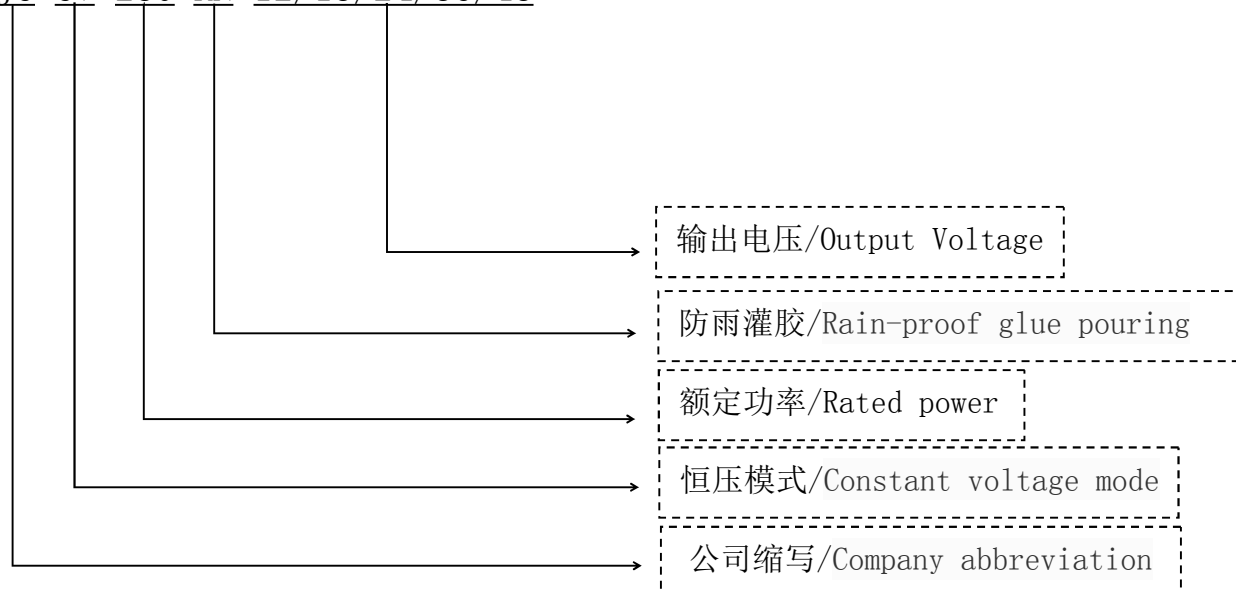 输出电压/Output Voltage
防雨灌胶/Rain-proof glue pouring
额定功率/Rated power
恒压模式/Constant voltage mode
公司缩写/Company abbreviation